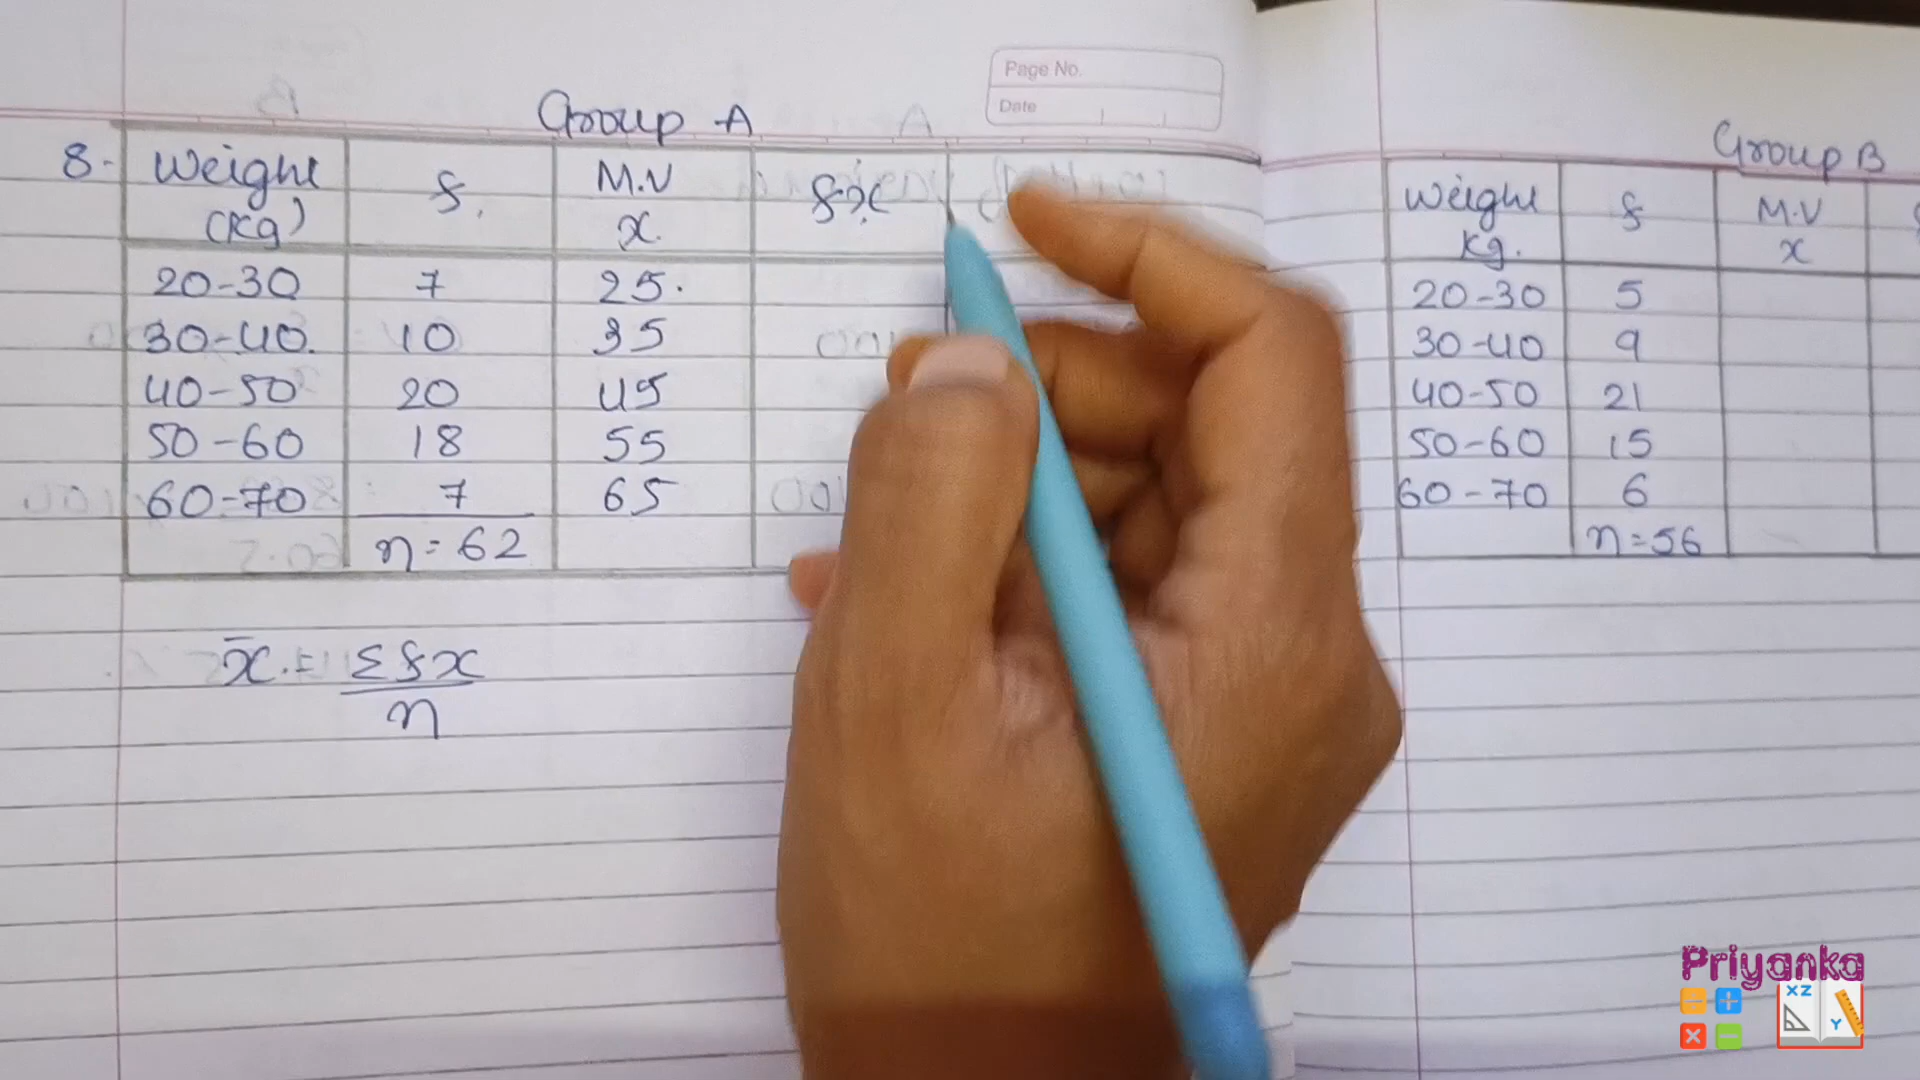 Page No.
Date
Group A
8. Weight (Kg) f. M.V x. f.x.
20-30 7 25.
30-40. 10 35
40-50 20 45
50-60 18 55
60-70 7 65
n=62
x̄.= Σfx
n
Group B
Weight Kg. f M.V x
20-30 5
30-40 9
40-50 21
50-60 15
60-70 6
n=56
Priyanka
XZ
Y